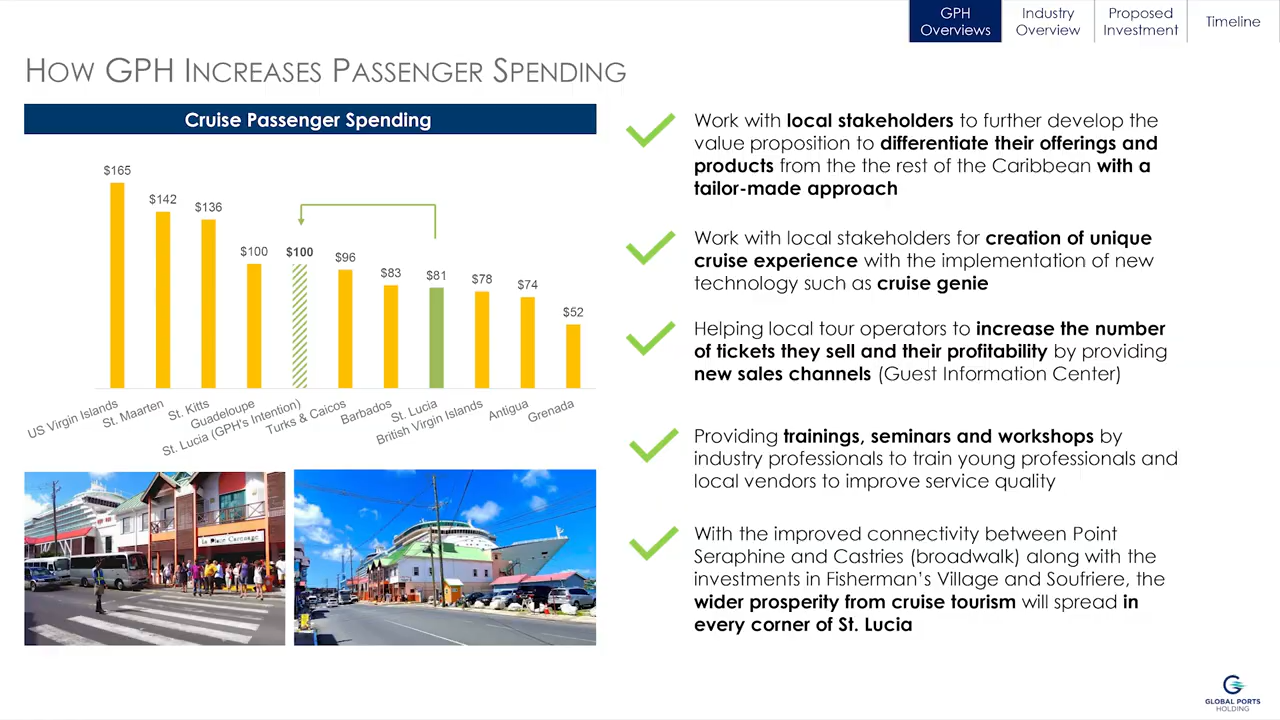 GPH
Overviews
Industry
Overview
Proposed
Investment
Timeline
HOW GPH INCREASES PASSENGER SPENDING
Cruise Passenger Spending
$165
$142
$136
$100
$100
$96
$83
$81
$78
$74
$52
US Virgin Islands
St. Maarten
St. Kitts
Guadeloupe
St. Lucia (GPH's Intention)
Turks & Caicos
Barbados
St. Lucia
British Virgin Islands
Antigua
Grenada
La Place Carenage
Work with local stakeholders to further develop the
value proposition to differentiate their offerings and
products from the the rest of the Caribbean with a
tailor-made approach
Work with local stakeholders for creation of unique
cruise experience with the implementation of new
technology such as cruise genie
Helping local tour operators to increase the number
of tickets they sell and their profitability by providing
new sales channels (Guest Information Center)
Providing trainings, seminars and workshops by
industry professionals to train young professionals and
local vendors to improve service quality
With the improved connectivity between Point
Seraphine and Castries (broadwalk) along with the
investments in Fisherman's Village and Soufriere, the
wider prosperity from cruise tourism will spread in
every corner of St. Lucia
GLOBAL PORTS
HOLDING